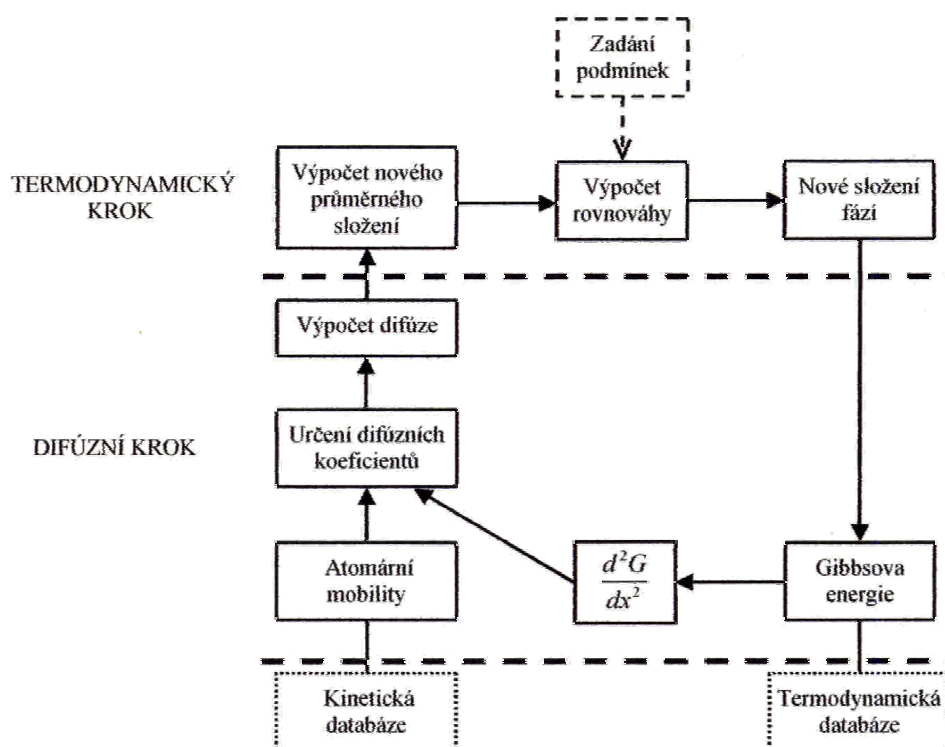 Zadání
podmínek
TERMODYNAMICKÝ
KROK
Výpočet nového
průměrného
složení
Výpočet
rovnováhy
Nové složení
fází
Výpočet difúze
DIFÚZNÍ KROK
Určení difúzních
koeficientů
Atomární
mobility
d²G
dx²
Gibbsova
energie
Kinetická
databáze
Termodynamická
databáze